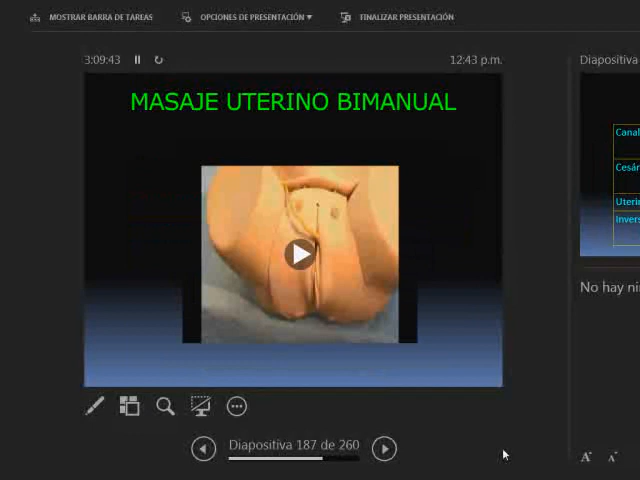 MOSTRAR BARRA DE TAREAS
OPCIONES DE PRESENTACIÓN
FINALIZAR PRESENTACIÓN
3:09:43
12:43 p.m.
Diapositiva
MASAJE UTERINO BIMANUAL
Canal
Cesár
Uterin
Invers
No hay nin
Diapositiva 187 de 260
A A